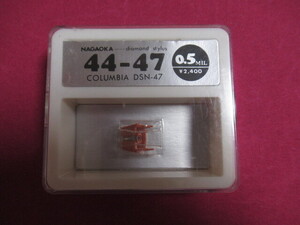 NAGAOKA diamond stylus
44-47
COLUMBIA DSN-47
0.5 MIL
¥2,400